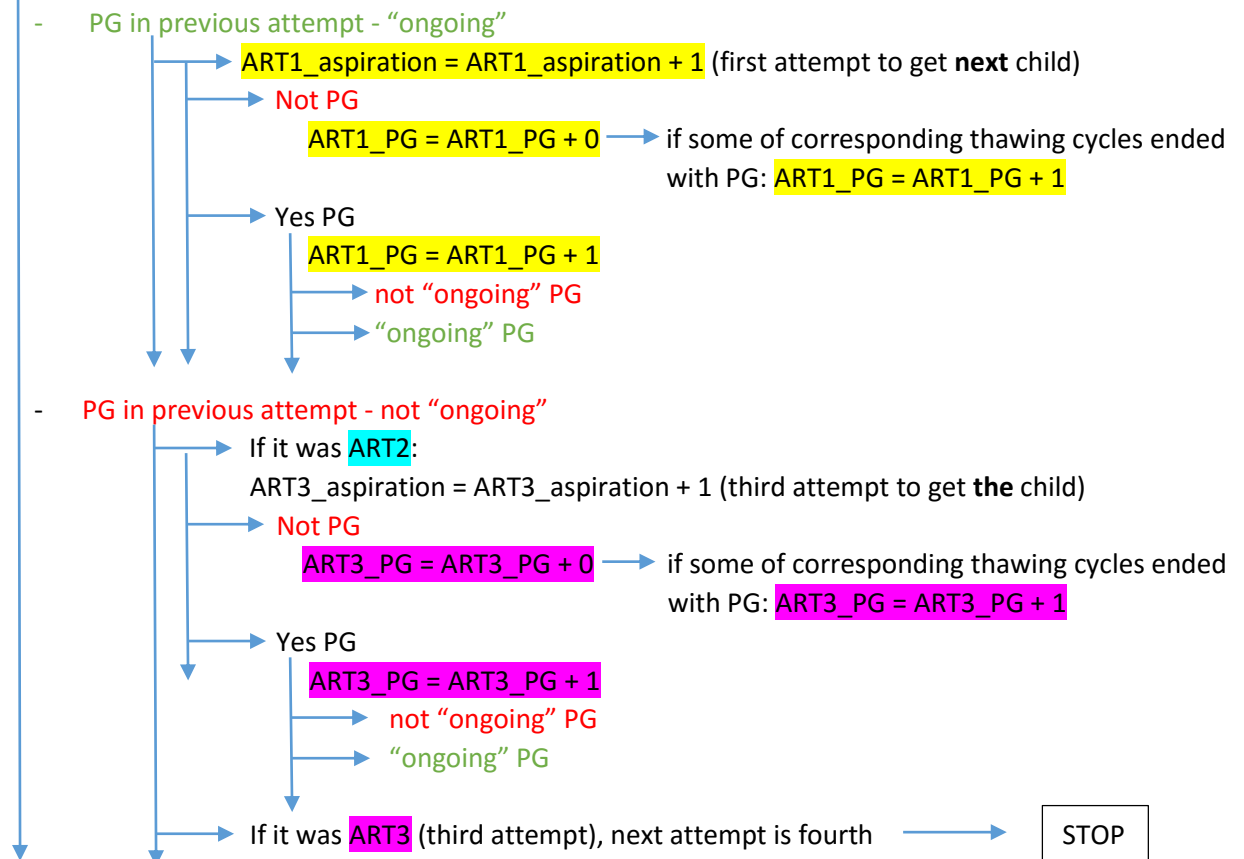 - PG in previous attempt - “ongoing”
ART1_aspiration = ART1_aspiration + 1 (first attempt to get next child)
Not PG
ART1_PG = ART1_PG + 0 if some of corresponding thawing cycles ended
with PG: ART1_PG = ART1_PG + 1
Yes PG
ART1_PG = ART1_PG + 1
not “ongoing” PG
“ongoing” PG
- PG in previous attempt - not “ongoing”
If it was ART2:
ART3_aspiration = ART3_aspiration + 1 (third attempt to get the child)
Not PG
ART3_PG = ART3_PG + 0 if some of corresponding thawing cycles ended
with PG: ART3_PG = ART3_PG + 1
Yes PG
ART3_PG = ART3_PG + 1
not “ongoing” PG
“ongoing” PG
If it was ART3 (third attempt), next attempt is fourth STOP